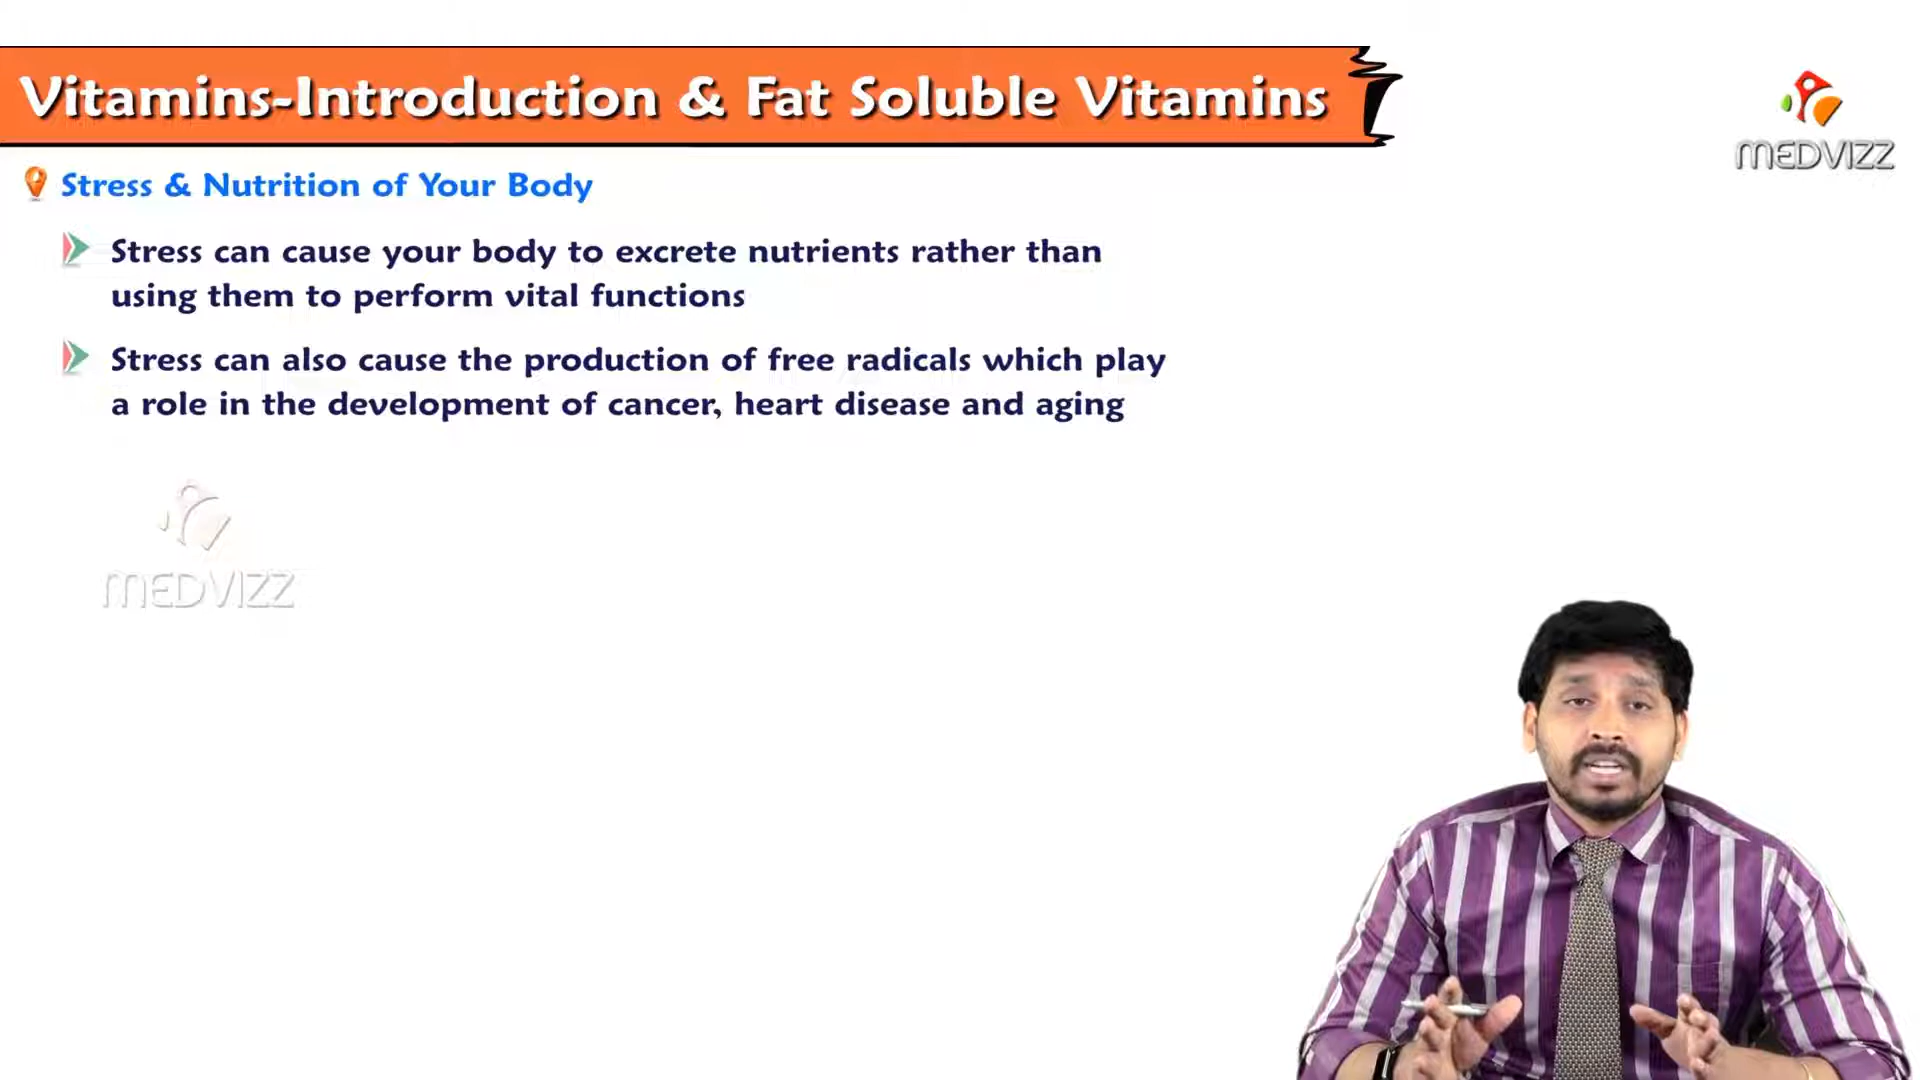 Vitamins-Introduction & Fat Soluble Vitamins
MEDVIZZ
Stress & Nutrition of Your Body
Stress can cause your body to excrete nutrients rather than
using them to perform vital functions
Stress can also cause the production of free radicals which play
a role in the development of cancer, heart disease and aging
MEDVIZZ